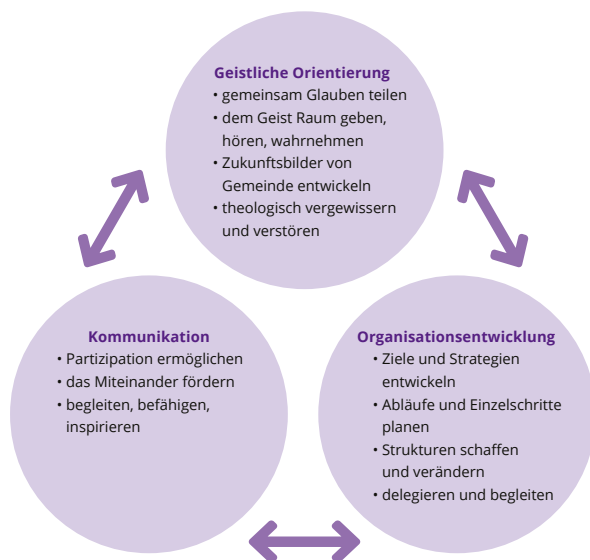 Geistliche Orientierung
• gemeinsam Glauben teilen
• dem Geist Raum geben,
hören, wahrnehmen
• Zukunftsbilder von
Gemeinde entwickeln
• theologisch vergewissern
und verstören
Kommunikation
• Partizipation ermöglichen
• das Miteinander fördern
• begleiten, befähigen,
inspirieren
Organisationsentwicklung
• Ziele und Strategien
entwickeln
• Abläufe und Einzelschritte
planen
• Strukturen schaffen
und verändern
• delegieren und begleiten